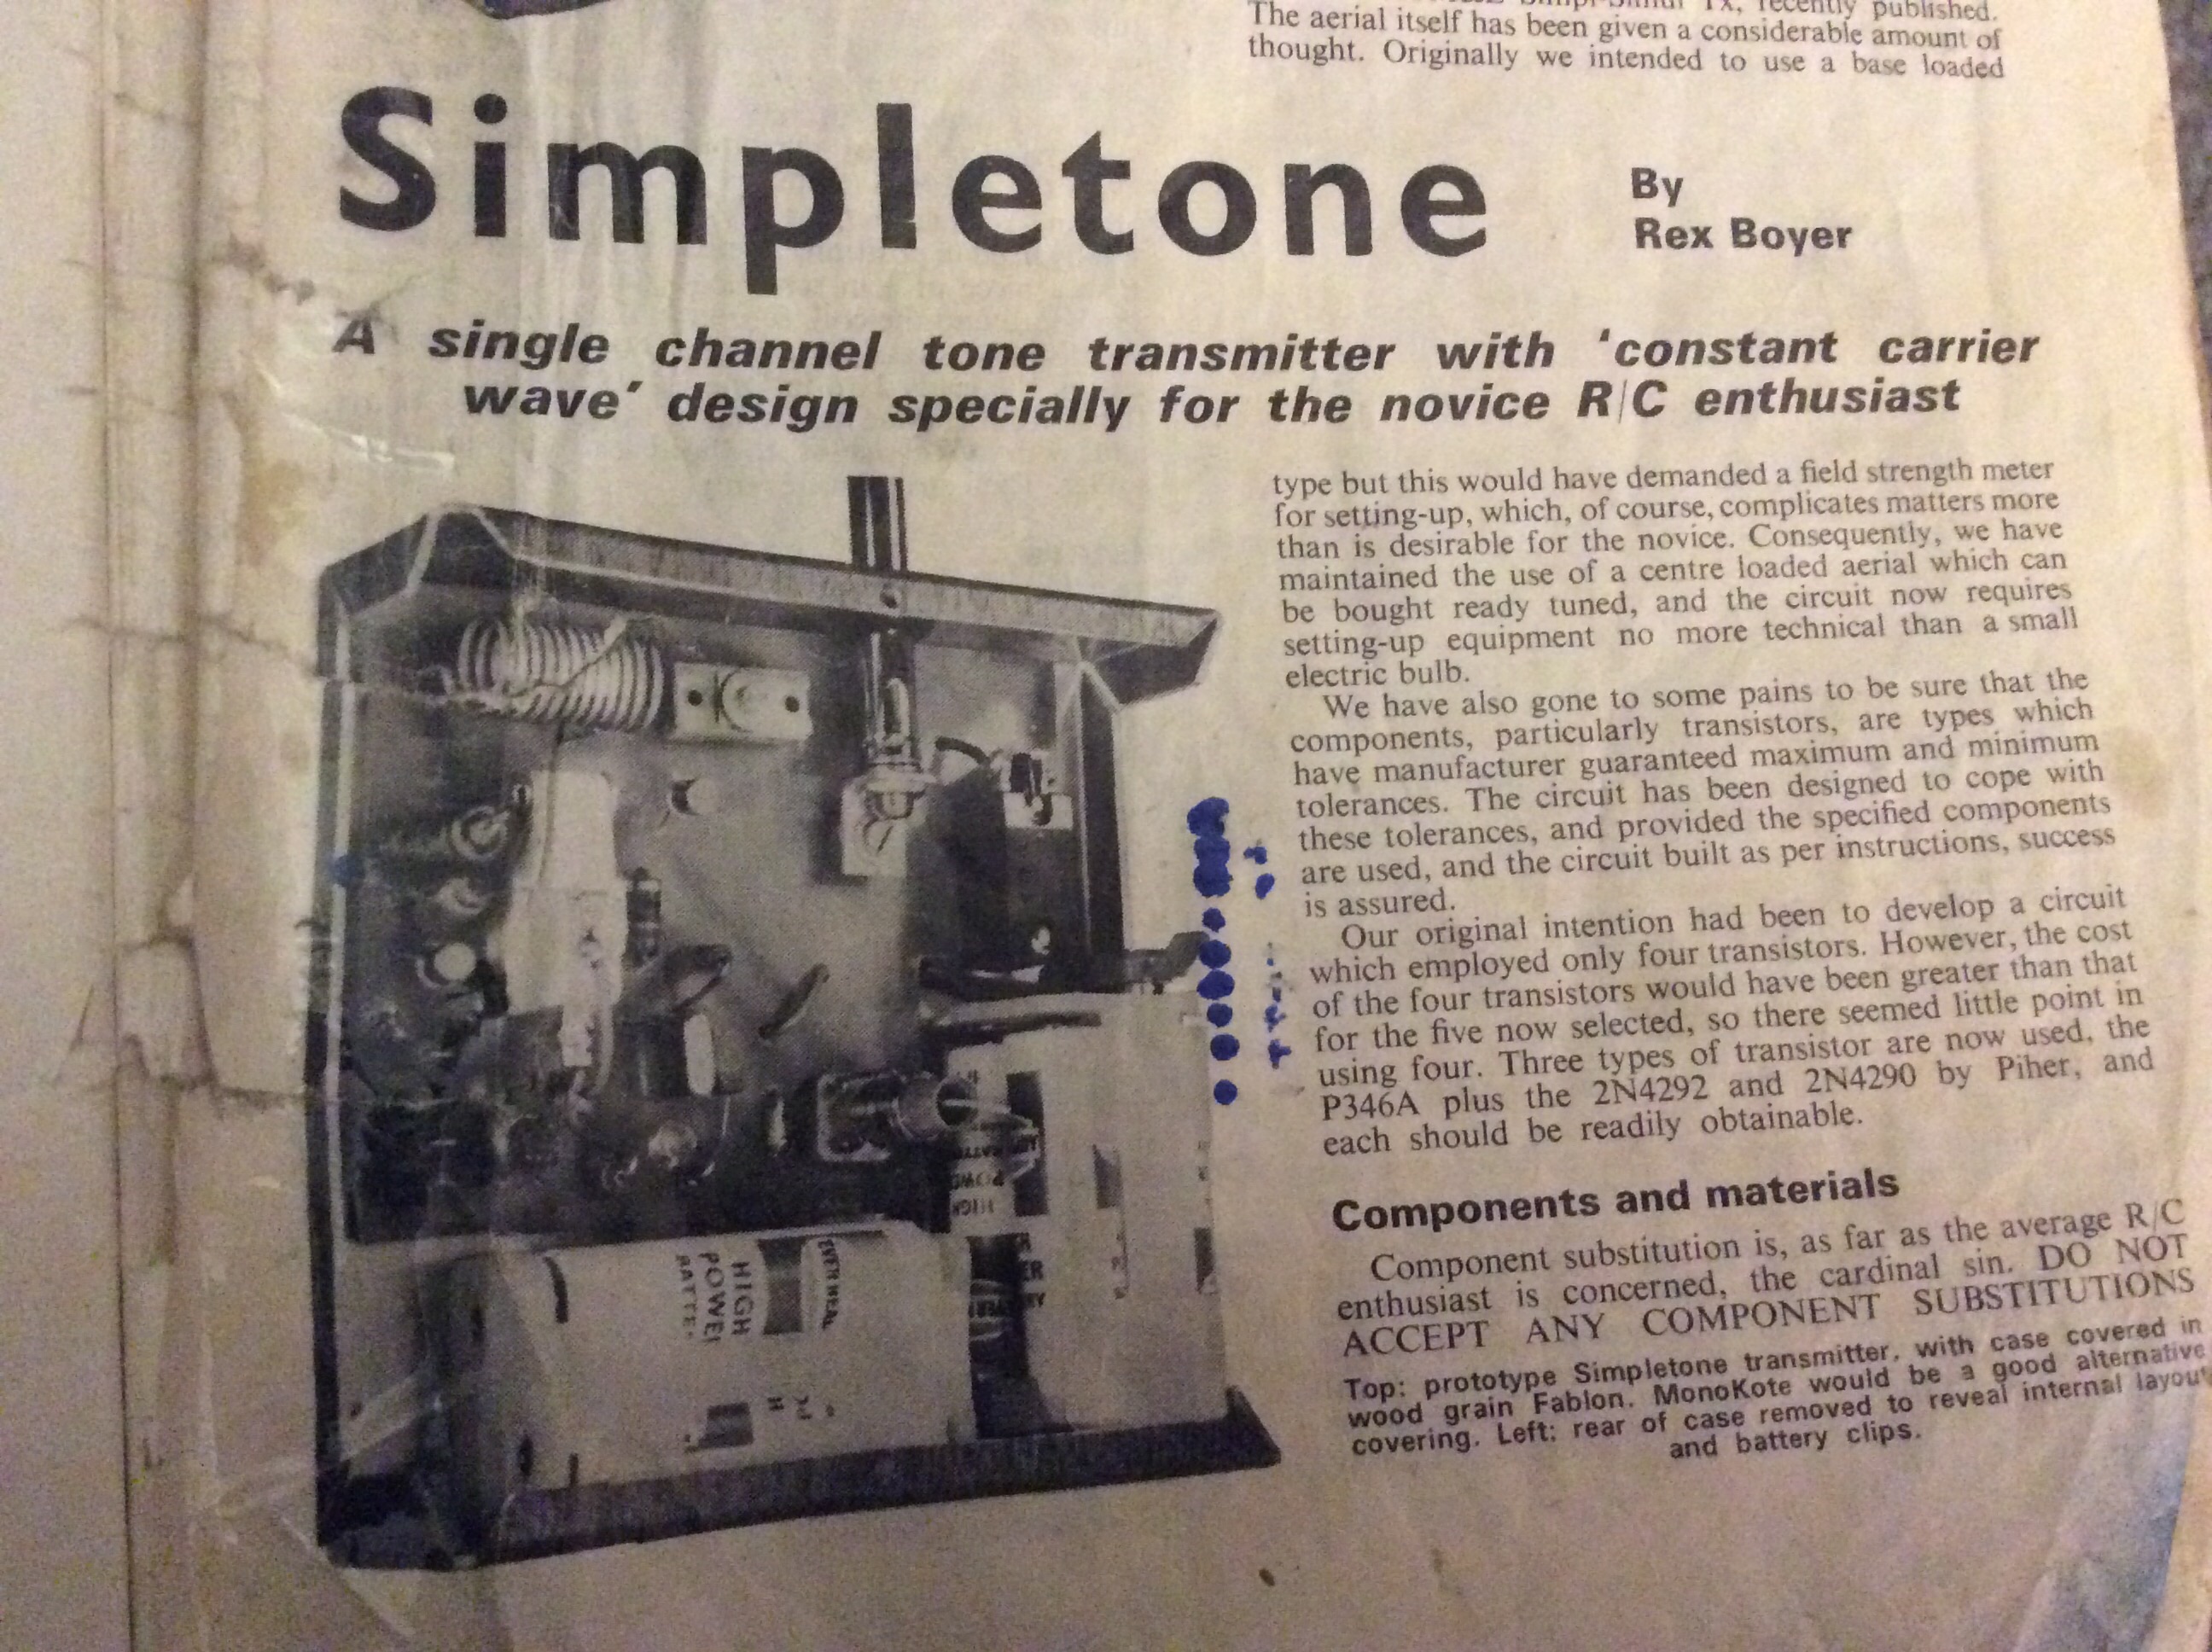 Tx, recently published.
The aerial itself has been given a considerable amount of
thought. Originally we intended to use a base loaded
Simpletone
By
Rex Boyer
A single channel tone transmitter with ‘constant carrier
wave’ design specially for the novice R/C enthusiast
type but this would have demanded a field strength meter
for setting-up, which, of course, complicates matters more
than is desirable for the novice. Consequently, we have
maintained the use of a centre loaded aerial which can
be bought ready tuned, and the circuit now requires
setting-up equipment no more technical than a small
electric bulb.
We have also gone to some pains to be sure that the
components, particularly transistors, are types which
have manufacturer guaranteed maximum and minimum
tolerances. The circuit has been designed to cope with
these tolerances, and provided the specified components
are used, and the circuit built as per instructions, success
is assured.
Our original intention had been to develop a circuit
which employed only four transistors. However, the cost
of the four transistors would have been greater than that
for the five now selected, so there seemed little point in
using four. Three types of transistor are now used, the
P346A plus the 2N4292 and 2N4290 by Piher, and
each should be readily obtainable.
Components and materials
Component substitution is, as far as the average R/C
enthusiast is concerned, the cardinal sin. DO NOT
ACCEPT ANY COMPONENT SUBSTITUTIONS
Top: prototype Simpletone transmitter, with case covered in
wood grain Fablon. MonoKote would be a good alternative
covering. Left: rear of case removed to reveal internal layou
and battery clips.
HIGH
POWE
BATTE